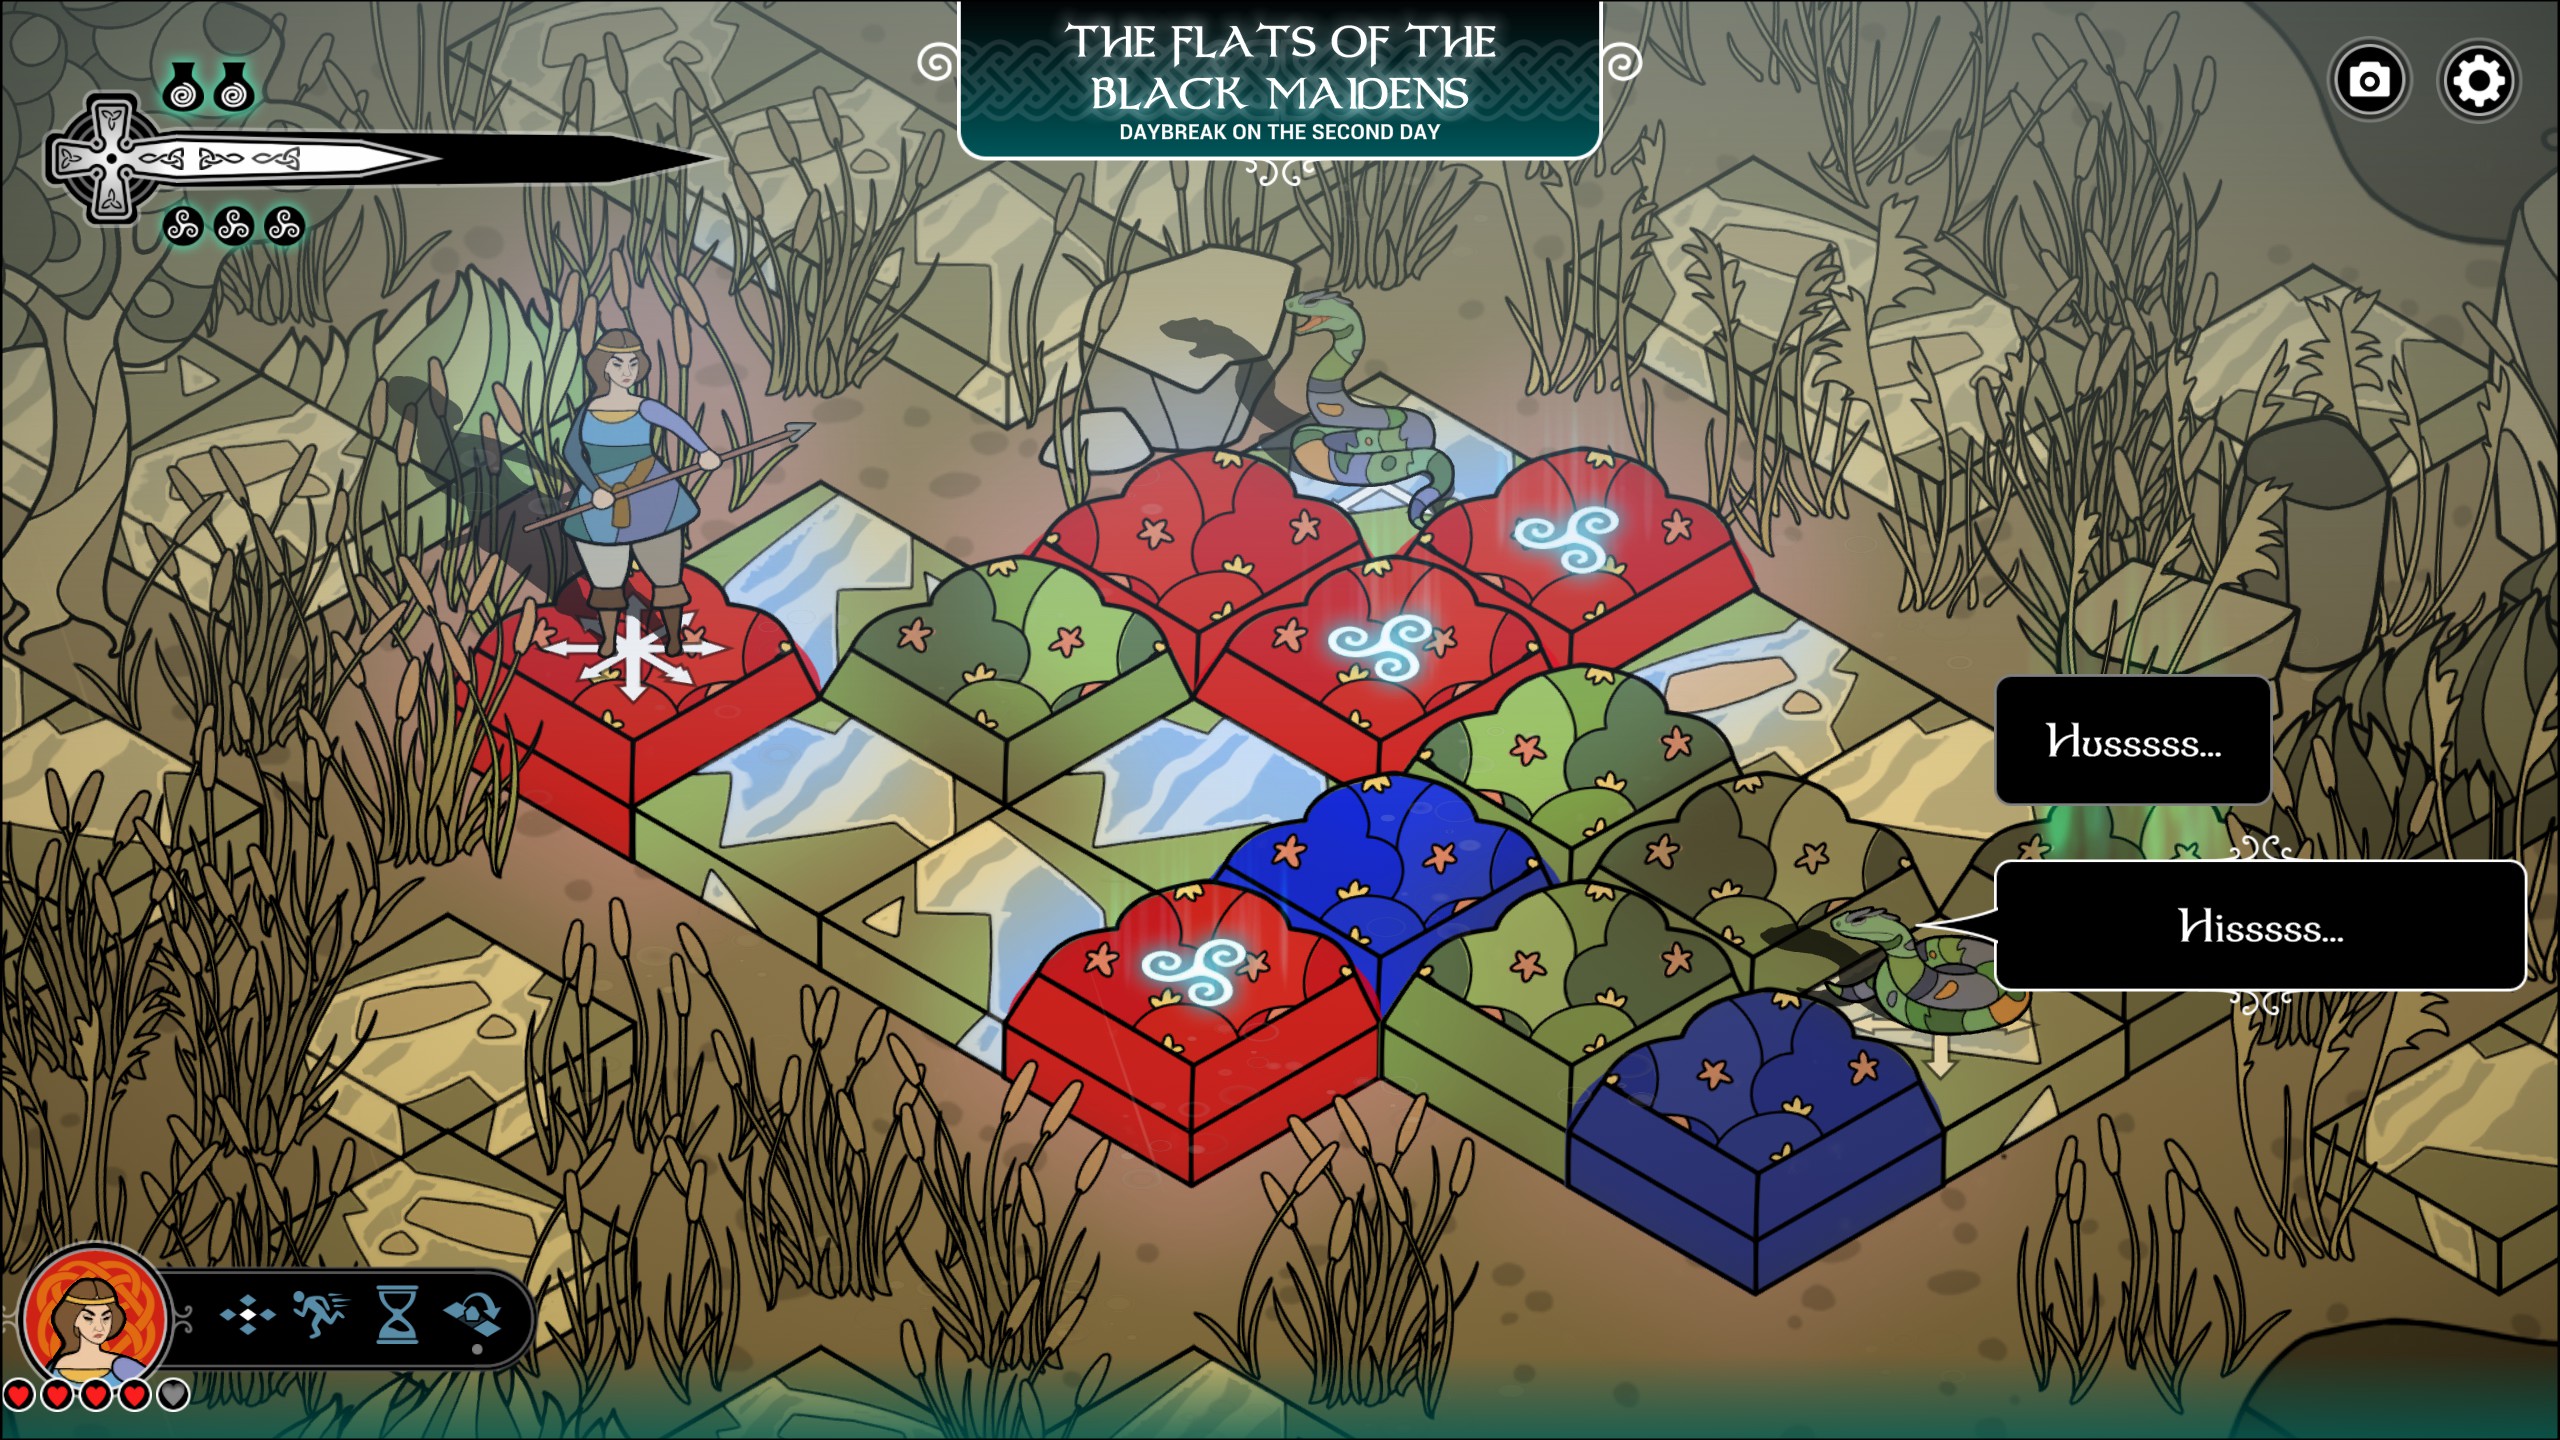 THE FLATS OF THE
BLACK MAIDENS
DAYBREAK ON THE SECOND DAY
Husssss...
Hisssss...